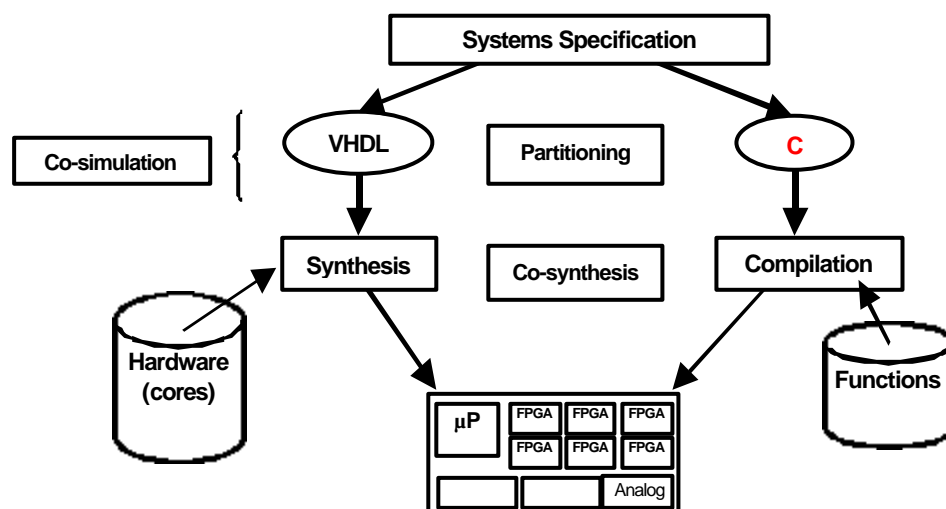 Systems Specification
Co-simulation
VHDL
Partitioning
C
Synthesis
Co-synthesis
Compilation
Hardware
(cores)
Functions
µP
FPGA FPGA FPGA
FPGA FPGA FPGA
Analog